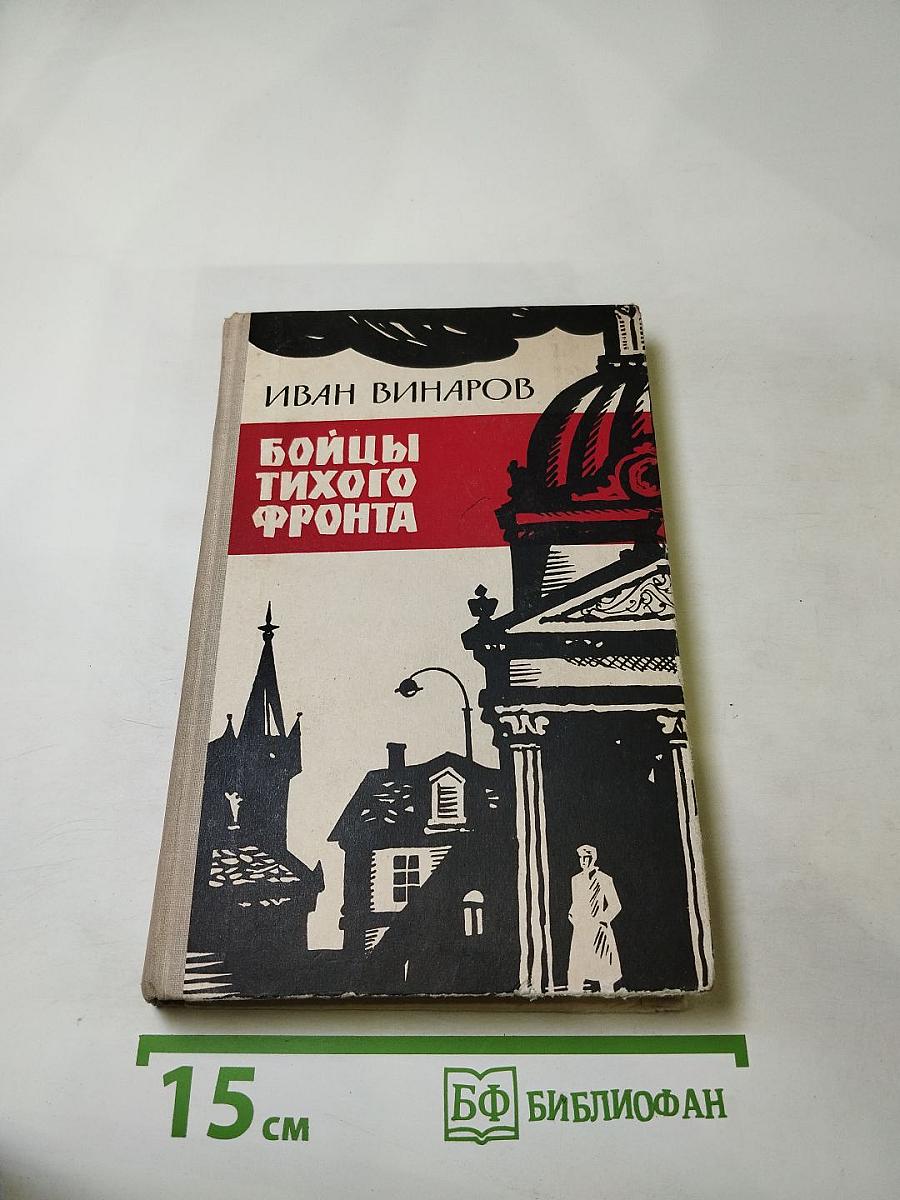 ИВАН ВИНАРОВ
БОЙЦЫ
ТИХОГО
ФРОНТА
15 см
БФ БИБЛИОФАН